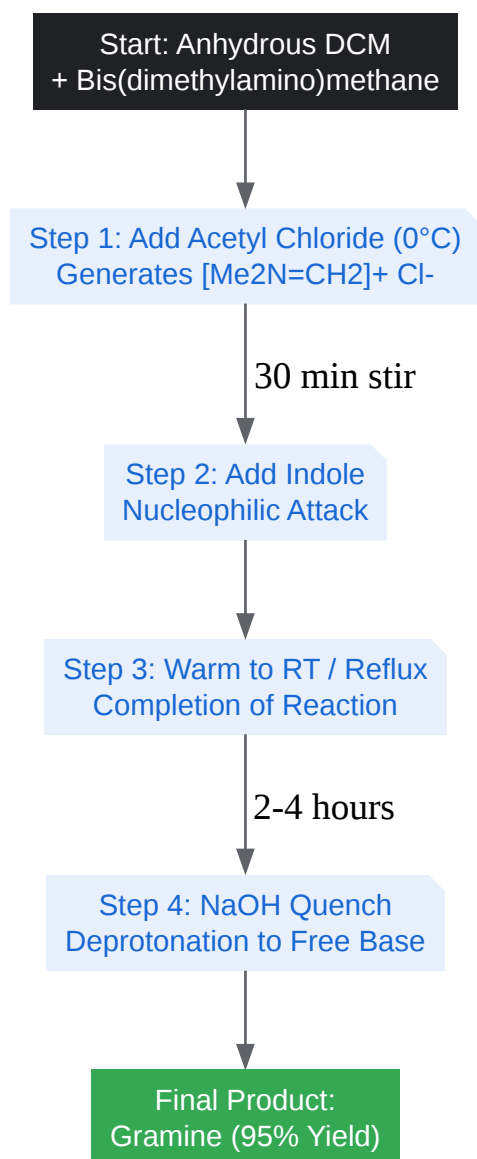 Start: Anhydrous DCM
+ Bis(dimethylamino)methane
Step 1: Add Acetyl Chloride (0°C)
Generates [Me2N=CH2]+ Cl-
30 min stir
Step 2: Add Indole
Nucleophilic Attack
Step 3: Warm to RT / Reflux
Completion of Reaction
2-4 hours
Step 4: NaOH Quench
Deprotonation to Free Base
Final Product:
Gramine (95% Yield)